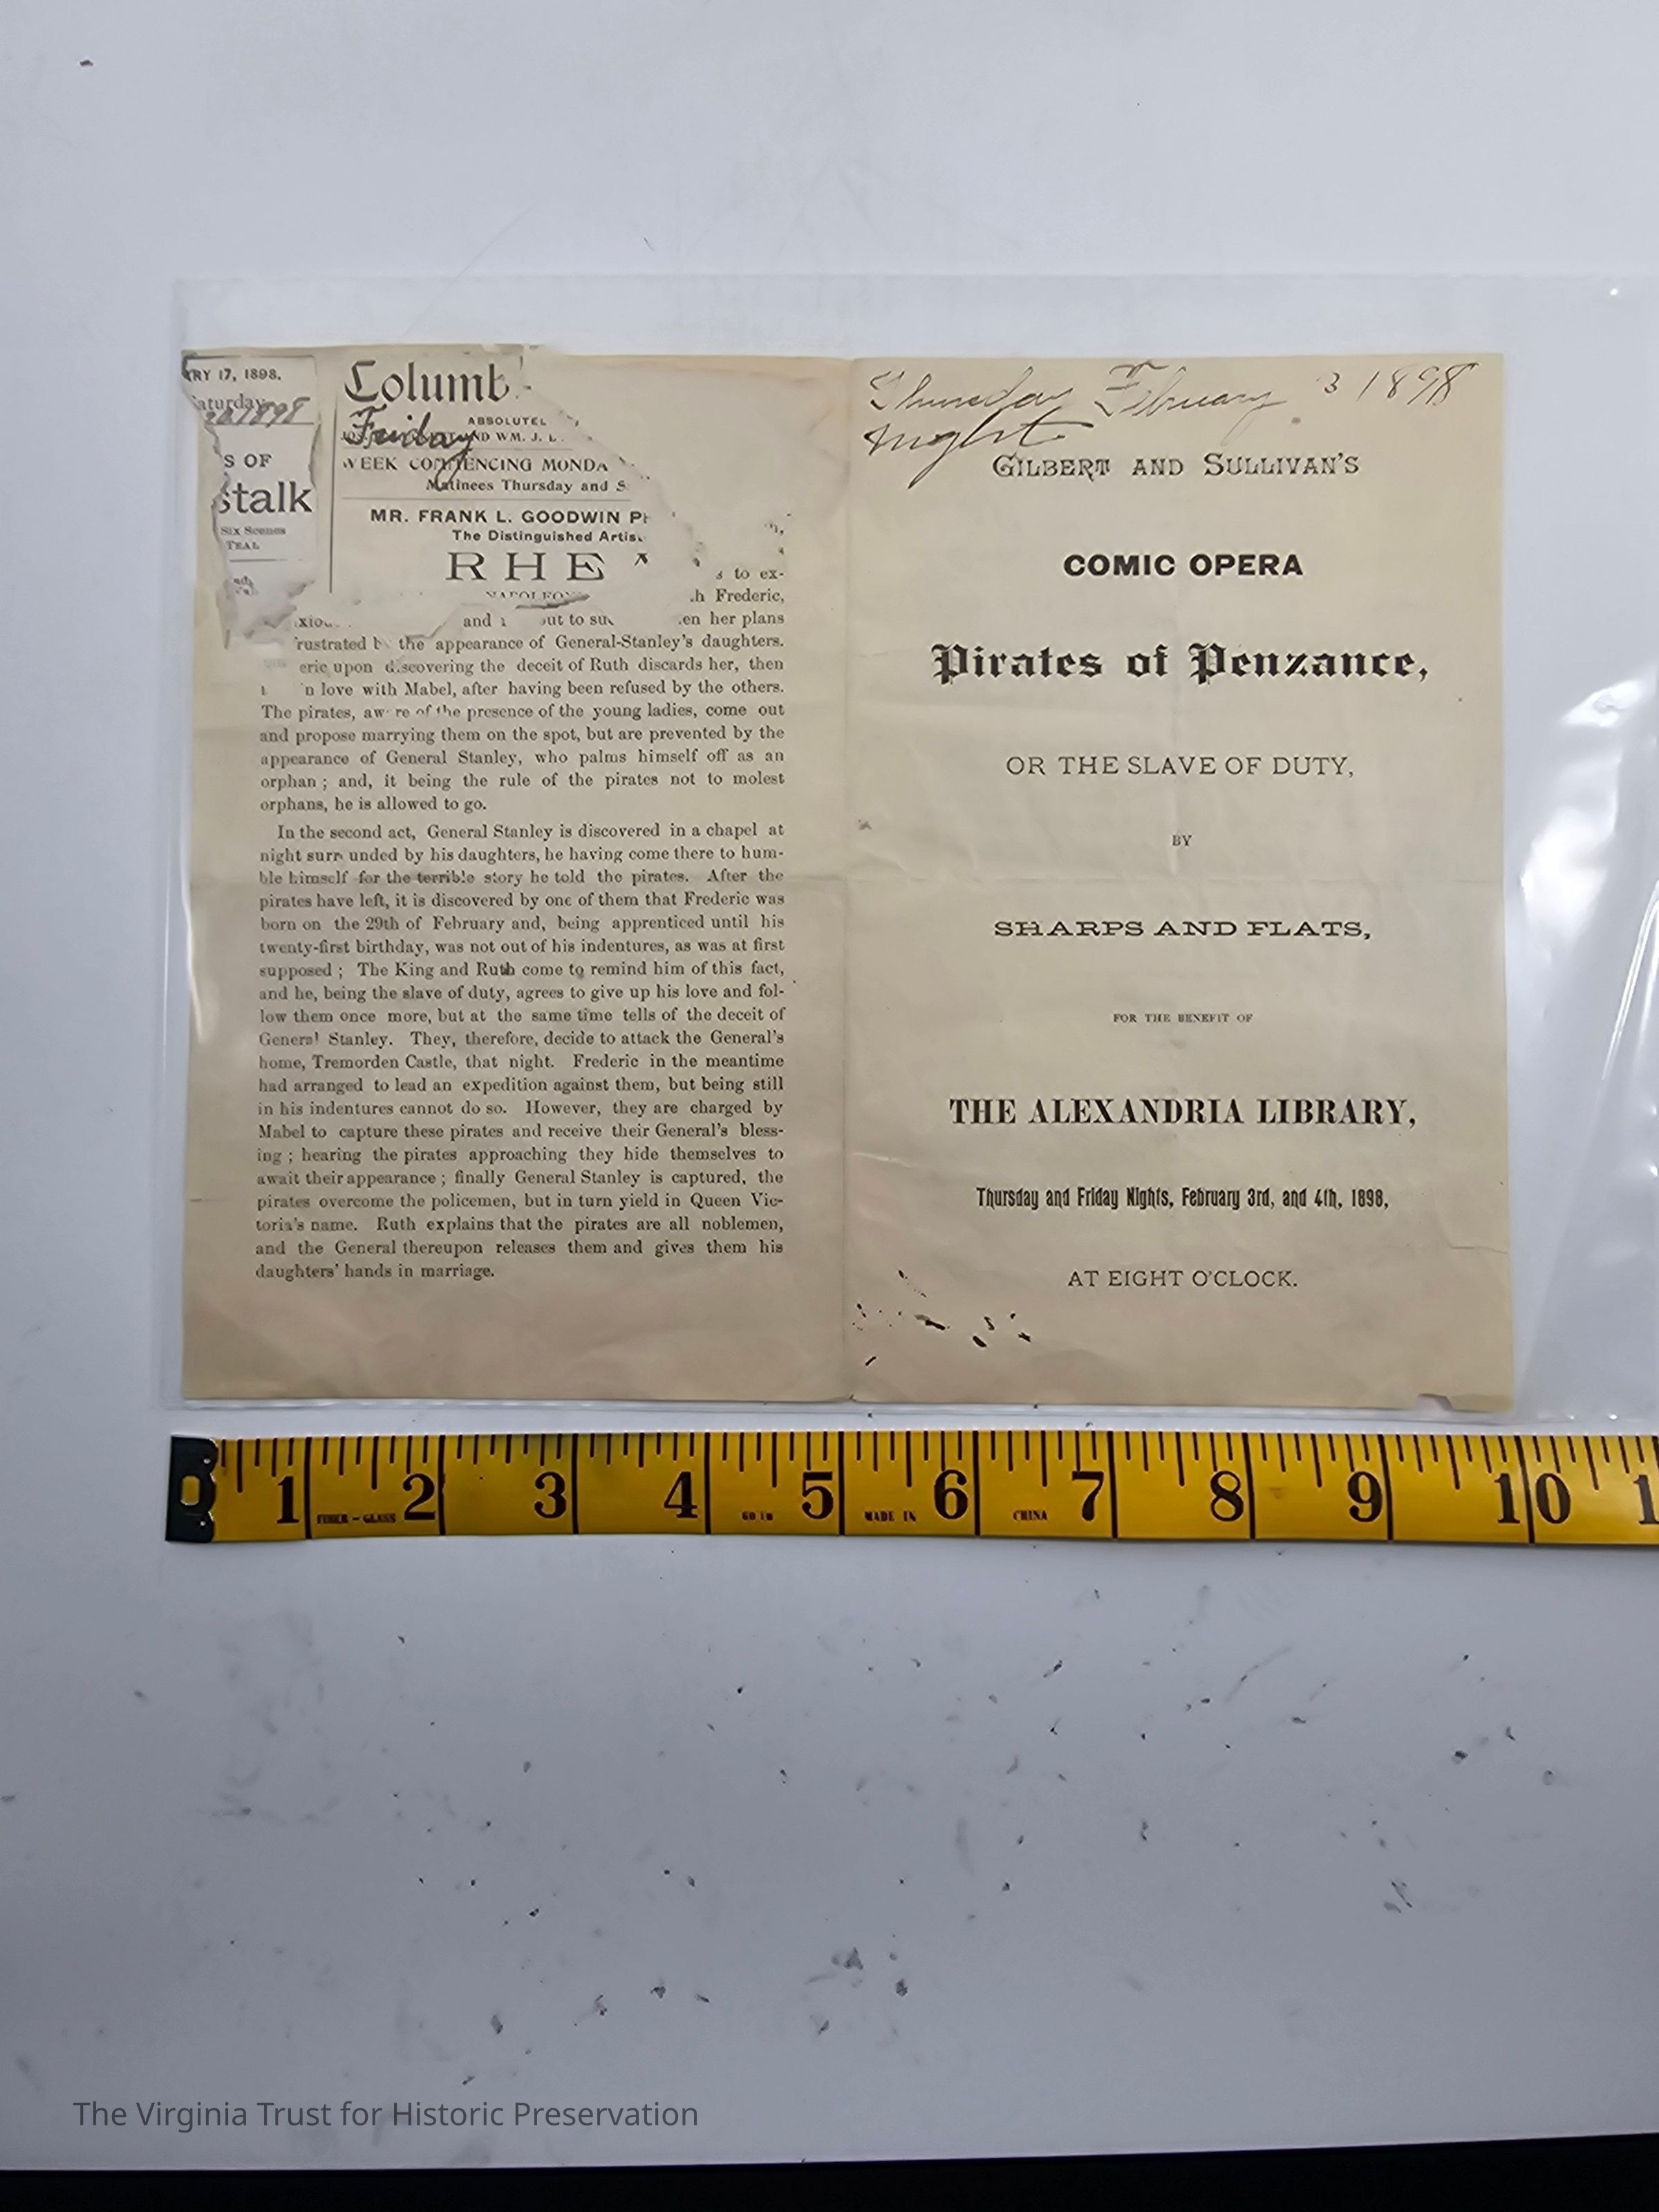 RY 17, 1898.
aturday
S OF
stalk
Six Scenes
TEAL
Columb
Friday
ABSOLUTEL
ND WM. J.
WEEK COMMENCING MONDA
Matinees Thursday and S
MR. FRANK L. GOODWIN
The Distinguished Artis
RHE
to ex-
Frederic,
and out to her plans
rustrated the appearance of General-Stanley's daughters.
eric upon discovering the deceit of Ruth discards her, then
n love with Mabel, after having been refused by the others.
The pirates, aware of the presence of the young ladies, come out
and propose marrying them on the spot, but are prevented by the
appearance of General Stanley, who palms himself off as an
orphan ; and, it being the rule of the pirates not to molest
orphans, he is allowed to go.
In the second act, General Stanley is discovered in a chapel at
night surr unded by his daughters, he having come there to hum-
ble himself for the terrible story he told the pirates. After the
pirates have left, it is discovered by one of them that Frederic was
born on the 29th of February and, being apprenticed until his
twenty-first birthday, was not out of his indentures, as was at first
supposed ; The King and Ruth come to remind him of this fact,
and he, being the slave of duty, agrees to give up his love and fol-
low them once more, but at the same time tells of the deceit of
General Stanley. They, therefore, decide to attack the General's
home, Tremorden Castle, that night. Frederic in the meantime
had arranged to lead an expedition against them, but being still
in his indentures cannot do so. However, they are charged by
Mabel to capture these pirates and receive their General's bless-
ing ; hearing the pirates approaching they hide themselves to
await their appearance ; finally General Stanley is captured, the
pirates overcome the policemen, but in turn yield in Queen Vic-
toria's name. Ruth explains that the pirates are all noblemen,
and the General thereupon releases them and gives them his
daughters' hands in marriage.
Thursday February 3 1898
night
GILBERT AND SULLIVAN'S
COMIC OPERA
Pirates of Penzance,
OR THE SLAVE OF DUTY,
BY
SHARPS AND FLATS,
FOR THE BENEFIT OF
THE ALEXANDRIA LIBRARY,
Thursday and Friday Nights, February 3rd, and 4th, 1898,
AT EIGHT O'CLOCK.
1 2 3 4 5 6 7 8 9 10 1
FIBER - GLASS 60 in MADE IN CHINA
The Virginia Trust for Historic Preservation